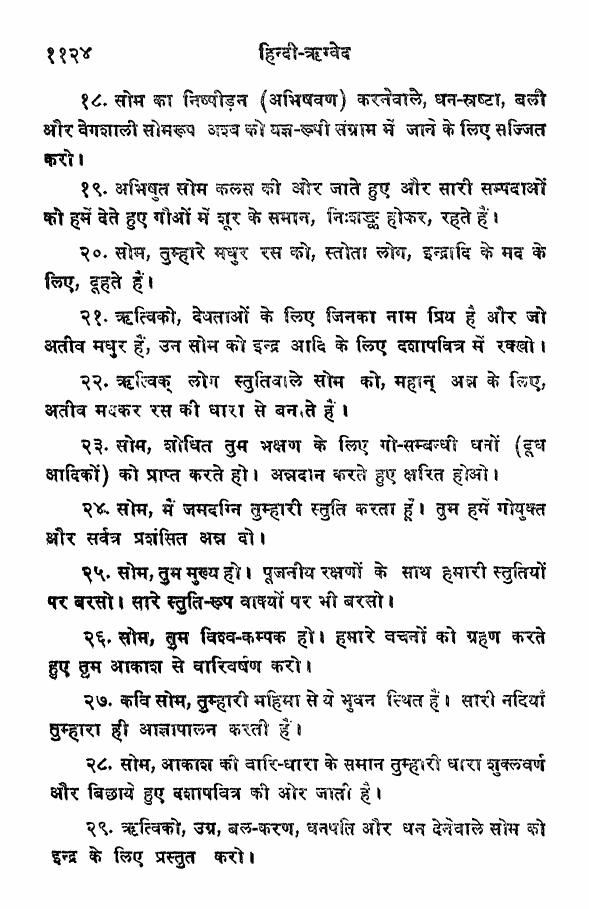 ११२४ हिन्दी-ऋग्वेद
१८. सोम का निष्पीड़न (अभिषवण) करनेवाले, धन-स्रष्टा, बली
और वेगशाली सोमरूप अश्व को यज्ञ-रूपी संग्राम में जाने के लिए सज्जित
करो।
१९. अभिषुत सोम कलस की ओर जाते हुए और सारी सम्पदाओं
को हमें देते हुए गौओं में शूर के समान, निःशङ्क होकर, रहते हैं।
२०. सोम, तुम्हारे मधुर रस को, स्तोता लोग, इन्द्रादि के मद के
लिए, दूहते हैं।
२१. ऋत्विको, देवताओं के लिए जिनका नाम प्रिय है और जो
अतीव मधुर हैं, उन सोम को इन्द्र आदि के लिए दशापवित्र में रक्खो।
२२. ऋत्विक् लोग स्तुतिवाले सोम को, महान् अन्न के लिए,
अतीव मदकर रस की धारा से बनाते हैं।
२३. सोम, शोधित तुम भक्षण के लिए गो-सम्बन्धी धनों (दूध
आदिकों) को प्राप्त करते हो। अन्नदान करते हुए क्षरित होओ।
२४. सोम, मैं जमदग्नि तुम्हारी स्तुति करता हूँ। तुम हमें गोयुक्त
और सर्वत्र प्रशंसित अन्न दो।
२५. सोम, तुम मुख्य हो। पूजनीय रक्षणों के साथ हमारी स्तुतियों
पर बरसो। सारे स्तुति-रूप वाक्यों पर भी बरसो।
२६. सोम, तुम विश्व-कम्पक हो। हमारे वचनों को ग्रहण करते
हुए तुम आकाश से वारिवर्षण करो।
२७. कवि सोम, तुम्हारी महिमा से ये भुवन स्थित हैं। सारी नदियाँ
तुम्हारा ही आज्ञापालन करती हैं।
२८. सोम, आकाश की वारि-धारा के समान तुम्हारी धारा शुक्लवर्ण
और बिछाये हुए दशापवित्र की ओर जाती है।
२९. ऋत्विको, उग्र, बल-करण, धनपति और धन देनेवाले सोम को
इन्द्र के लिए प्रस्तुत करो।